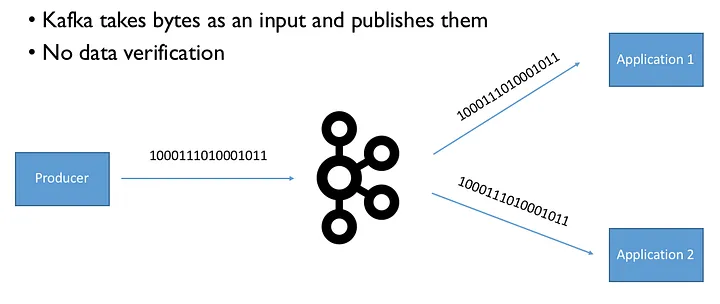 • Kafka takes bytes as an input and publishes them
• No data verification
Application 1
1000111010001011
1000111010001011
Producer
1000111010001011
Application 2